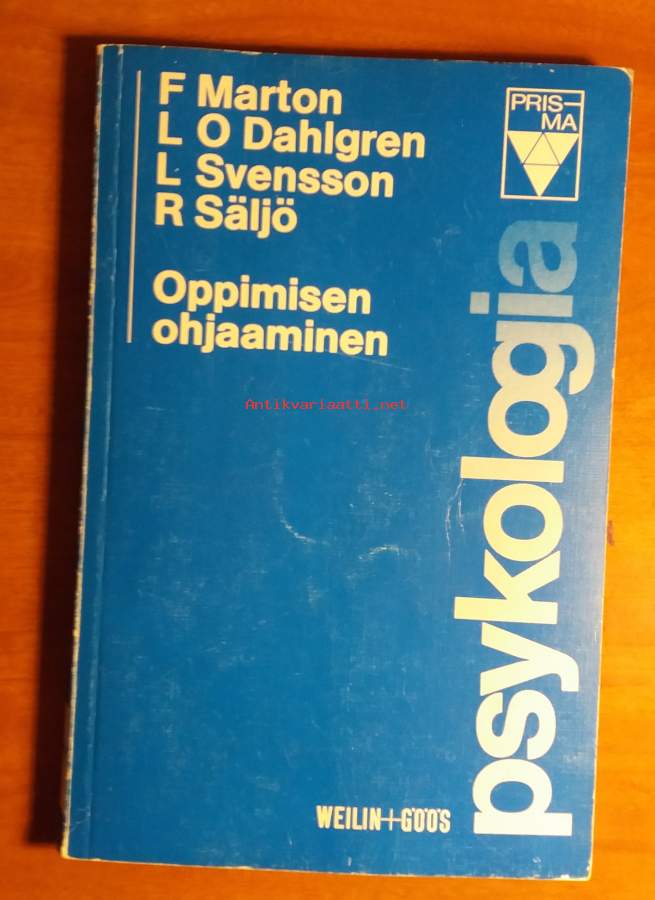 F Marton
L O Dahlgren
L Svensson
R Säljö
Oppimisen
ohjaaminen
PRIS-
MA
psykologia
Antikvariaatti.net
WEILIN+GÖÖS